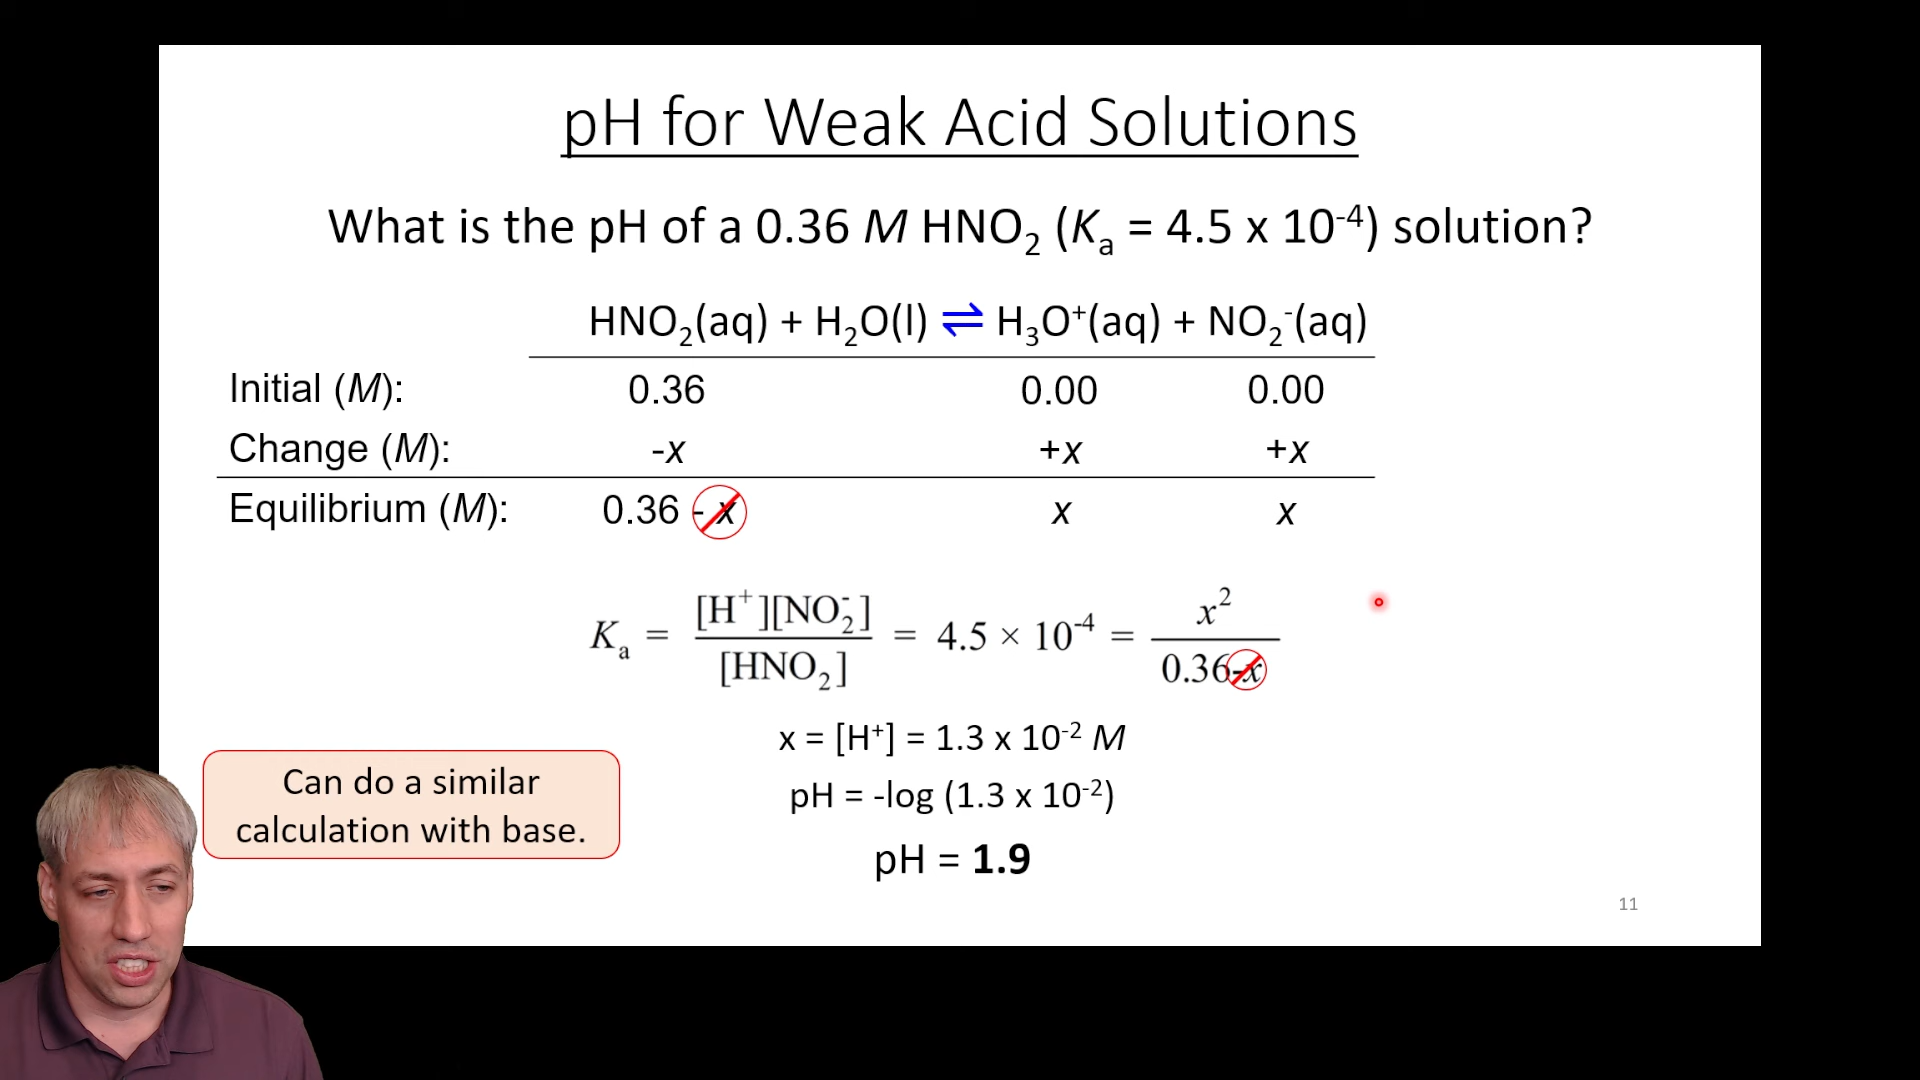 pH for Weak Acid Solutions
What is the pH of a 0.36 M HNO₂ (Kₐ = 4.5 x 10⁻⁴) solution?
HNO₂(aq) + H₂O(l) ⇌ H₃O⁺(aq) + NO₂⁻(aq)
Initial (M): 0.36 0.00 0.00
Change (M): -x +x +x
Equilibrium (M): 0.36 - x x x
Kₐ = [H⁺][NO₂⁻] / [HNO₂] = 4.5 × 10⁻⁴ = x² / 0.36-x
x = [H⁺] = 1.3 x 10⁻² M
pH = -log (1.3 x 10⁻²)
pH = 1.9
Can do a similar
calculation with base.
11